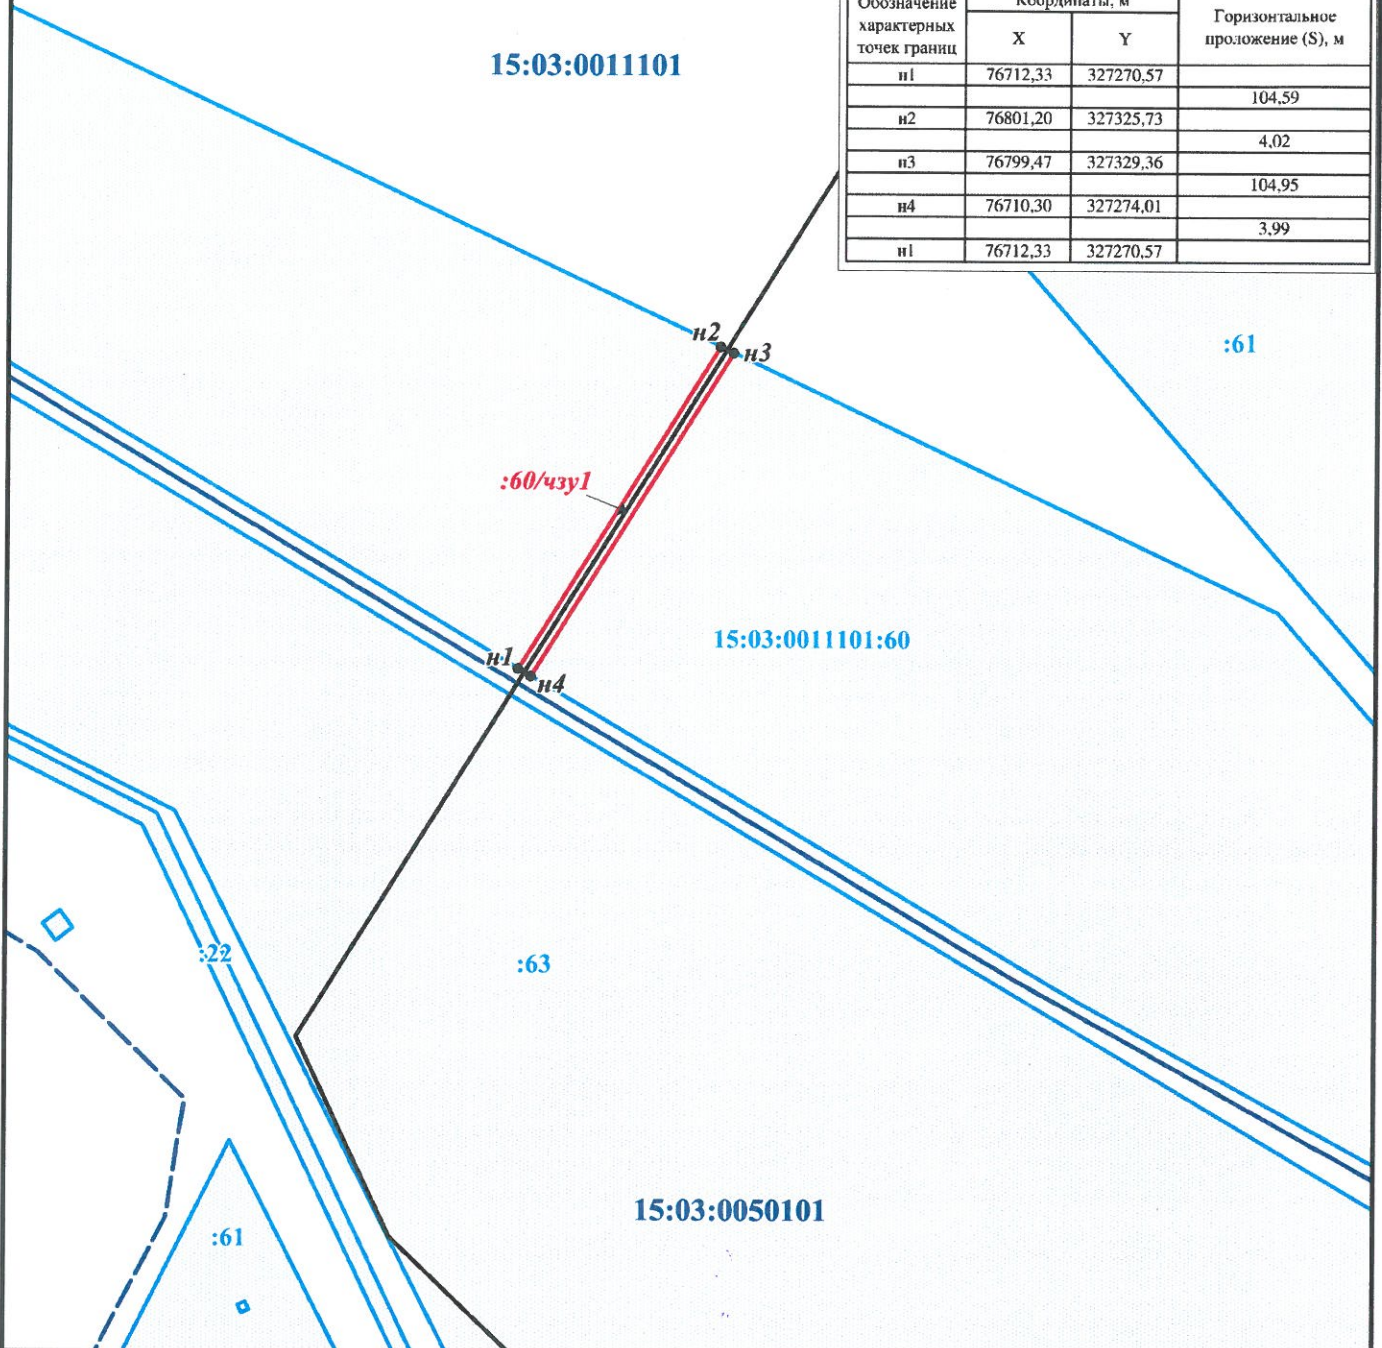 Обозначение
характерных
точек границ
Координаты, м
X
Y
Горизонтальное
проложение (S), м
н1 76712,33 327270,57
104,59
н2 76801,20 327325,73
4,02
н3 76799,47 327329,36
104,95
н4 76710,30 327274,01
3,99
н1 76712,33 327270,57
15:03:0011101
:61
н2
н3
:60/чзу1
15:03:0011101:60
н1
н4
:22
:63
15:03:0050101
:61